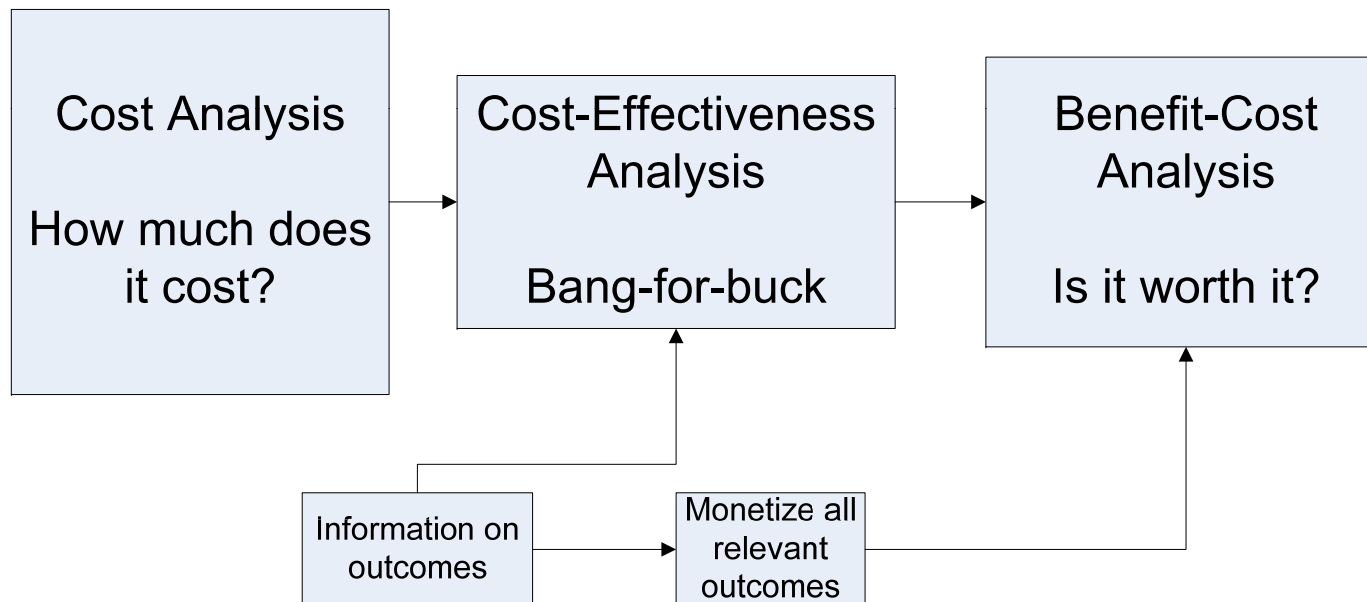 Cost Analysis
How much does
it cost?
Cost-Effectiveness
Analysis
Bang-for-buck
Benefit-Cost
Analysis
Is it worth it?
Information on
outcomes
Monetize all
relevant
outcomes